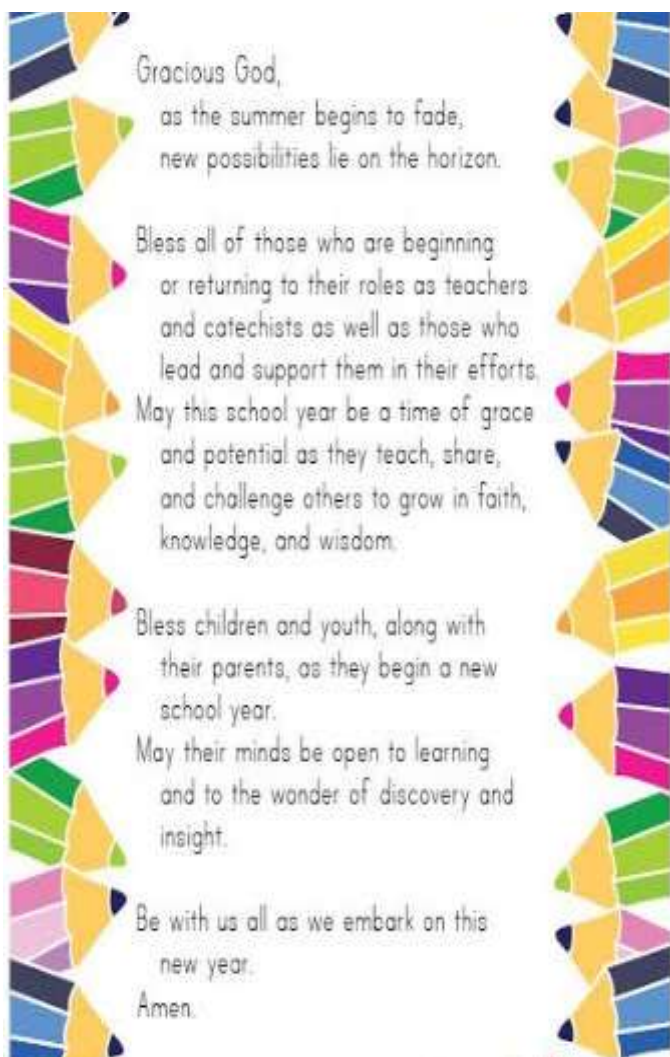 Gracious God,
as the summer begins to fade,
new possibilities lie on the horizon.
Bless all of those who are beginning
or returning to their roles as teachers
and catechists as well as those who
lead and support them in their efforts.
May this school year be a time of grace
and potential as they teach, share,
and challenge others to grow in faith,
knowledge, and wisdom.
Bless children and youth, along with
their parents, as they begin a new
school year.
May their minds be open to learning
and to the wonder of discovery and
insight.
Be with us all as we embark on this
new year.
Amen.